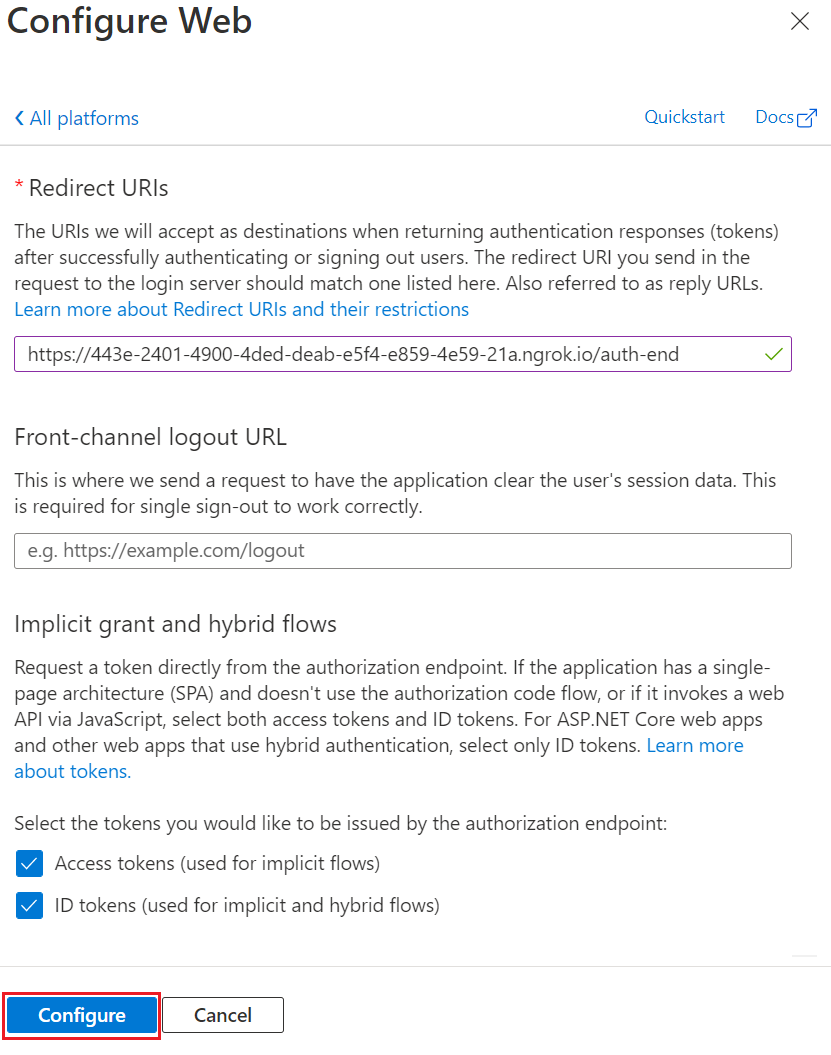 Configure Web
All platforms
Quickstart
Docs
* Redirect URIs
The URIs we will accept as destinations when returning authentication responses (tokens)
after successfully authenticating or signing out users. The redirect URI you send in the
request to the login server should match one listed here. Also referred to as reply URLs.
Learn more about Redirect URIs and their restrictions
https://443e-2401-4900-4ded-deab-e5f4-e859-4e59-21a.ngrok.io/auth-end
Front-channel logout URL
This is where we send a request to have the application clear the user's session data. This
is required for single sign-out to work correctly.
e.g. https://example.com/logout
Implicit grant and hybrid flows
Request a token directly from the authorization endpoint. If the application has a single-
page architecture (SPA) and doesn't use the authorization code flow, or if it invokes a web
API via JavaScript, select both access tokens and ID tokens. For ASP.NET Core web apps
and other web apps that use hybrid authentication, select only ID tokens. Learn more
about tokens.
Select the tokens you would like to be issued by the authorization endpoint:
Access tokens (used for implicit flows)
ID tokens (used for implicit and hybrid flows)
Configure
Cancel